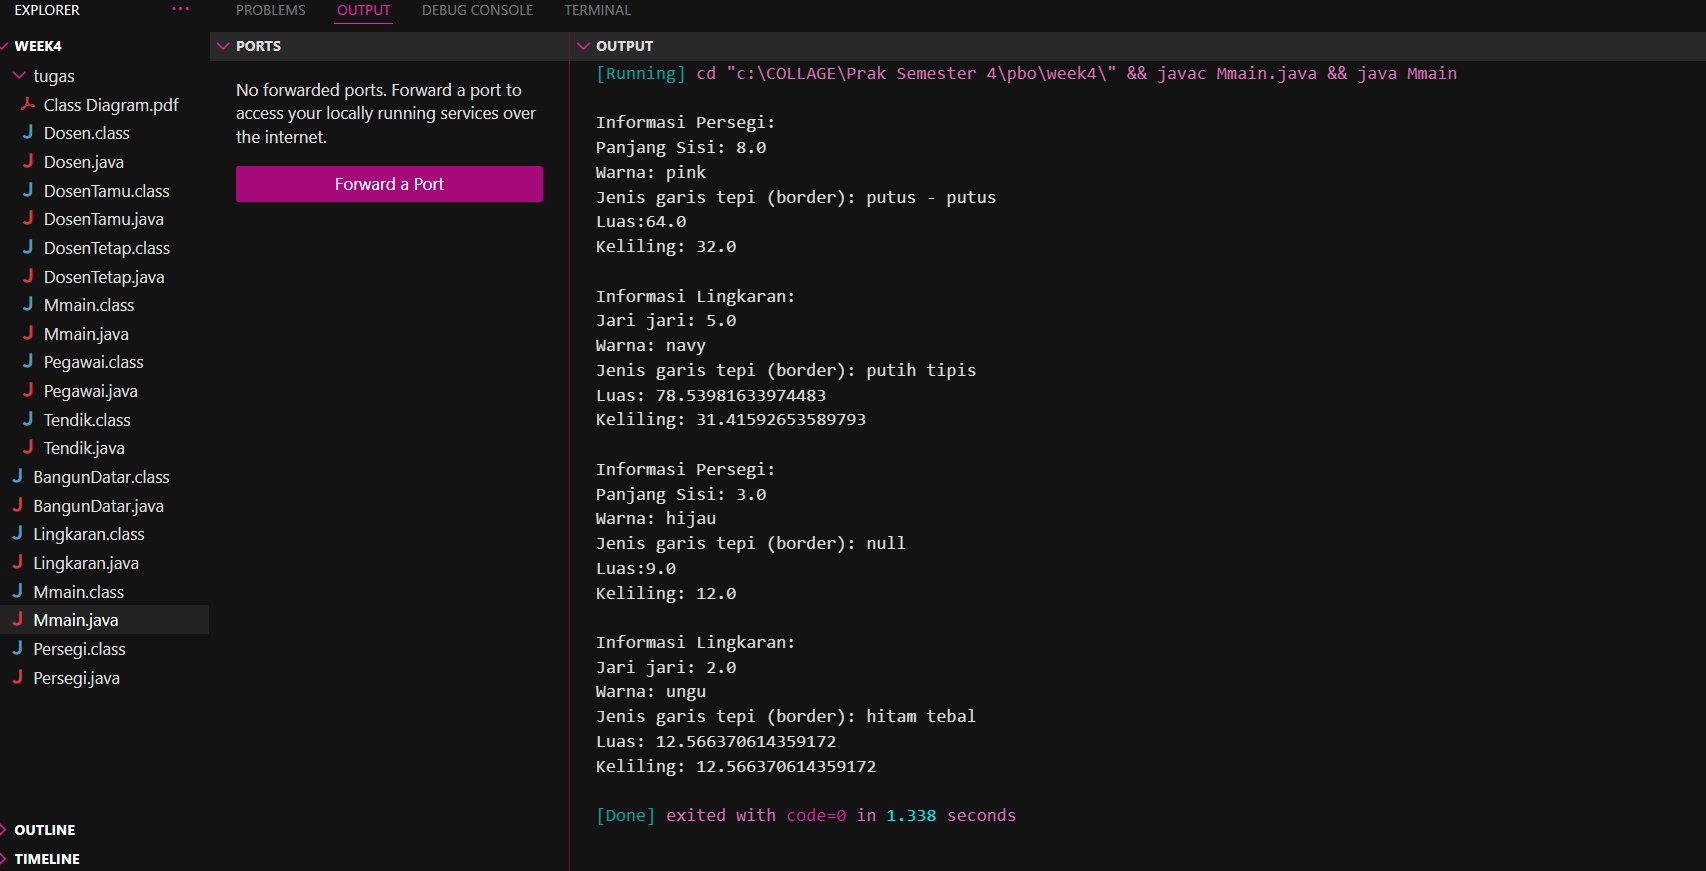 EXPLORER
WEEK4
tugas
Class Diagram.pdf
Dosen.class
Dosen.java
DosenTamu.class
DosenTamu.java
DosenTetap.class
DosenTetap.java
Mmain.class
Mmain.java
Pegawai.class
Pegawai.java
Tendik.class
Tendik.java
BangunDatar.class
BangunDatar.java
Lingkaran.class
Lingkaran.java
Mmain.class
Mmain.java
Persegi.class
Persegi.java
OUTLINE
TIMELINE
PROBLEMS OUTPUT DEBUG CONSOLE TERMINAL
PORTS
No forwarded ports. Forward a port to
access your locally running services over
the internet.
Forward a Port
OUTPUT
[Running] cd "c:\COLLAGE\Prak Semester 4\pbo\week4\" && javac Mmain.java && java Mmain
Informasi Persegi:
Panjang Sisi: 8.0
Warna: pink
Jenis garis tepi (border): putus - putus
Luas:64.0
Keliling: 32.0
Informasi Lingkaran:
Jari jari: 5.0
Warna: navy
Jenis garis tepi (border): putih tipis
Luas: 78.53981633974483
Keliling: 31.41592653589793
Informasi Persegi:
Panjang Sisi: 3.0
Warna: hijau
Jenis garis tepi (border): null
Luas:9.0
Keliling: 12.0
Informasi Lingkaran:
Jari jari: 2.0
Warna: ungu
Jenis garis tepi (border): hitam tebal
Luas: 12.566370614359172
Keliling: 12.566370614359172
[Done] exited with code=0 in 1.338 seconds